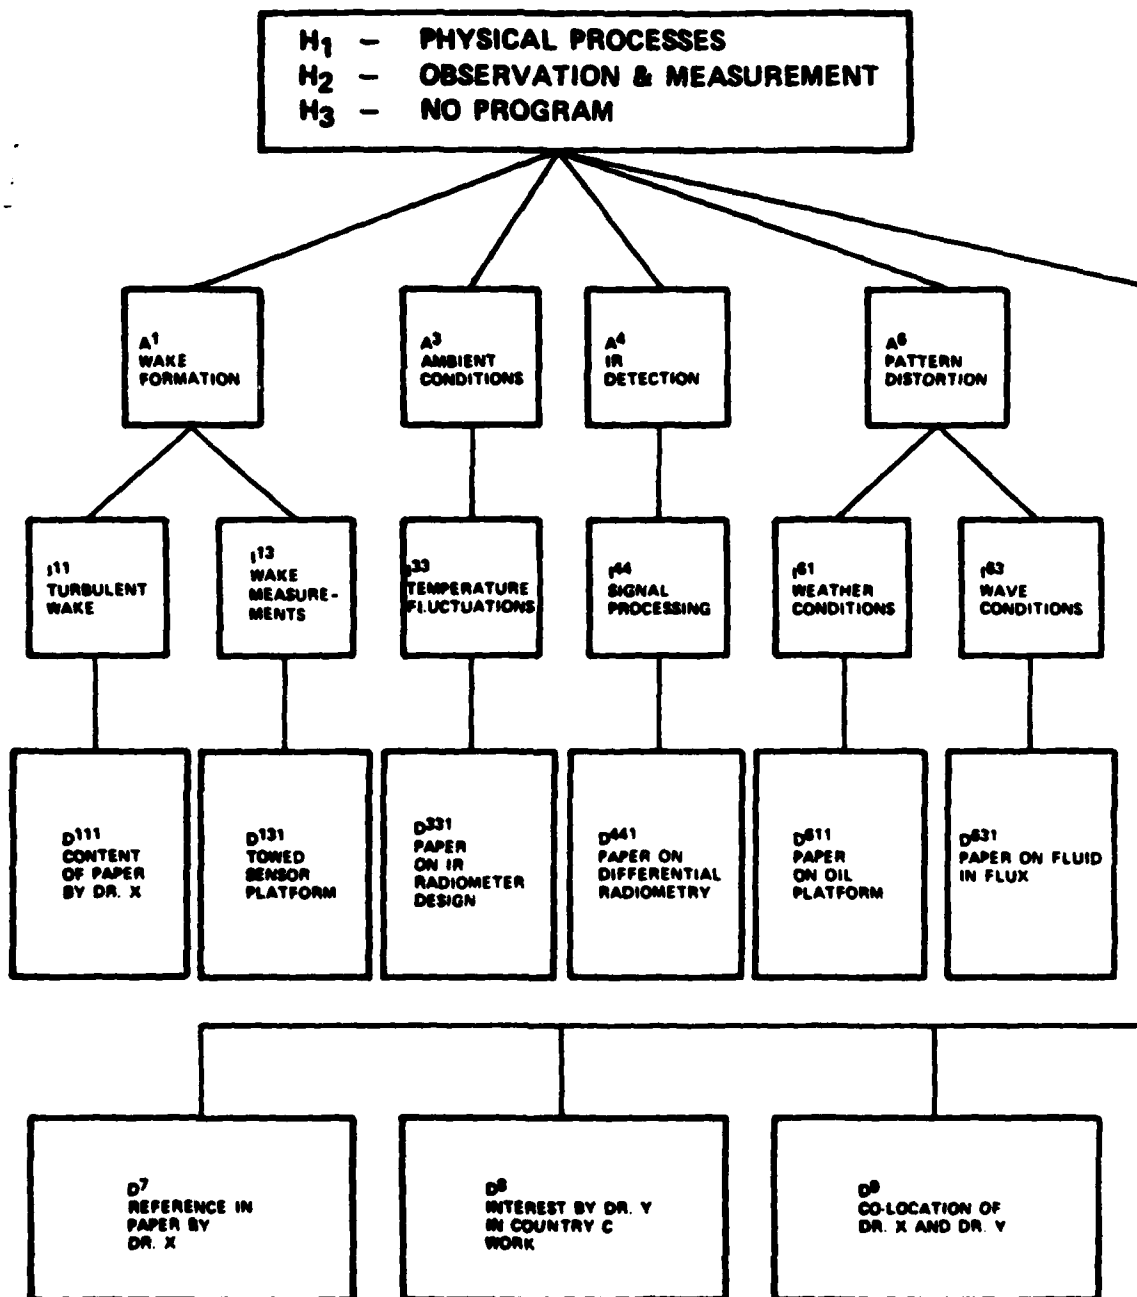 H1 – PHYSICAL PROCESSES
H2 – OBSERVATION & MEASUREMENT
H3 – NO PROGRAM
A1
WAKE
FORMATION
A3
AMBIENT
CONDITIONS
A4
IR
DETECTION
A6
PATTERN
DISTORTION
I11
TURBULENT
WAKE
I13
WAKE
MEASURE-
MENTS
I33
TEMPERATURE
FLUCTUATIONS
I44
SIGNAL
PROCESSING
I61
WEATHER
CONDITIONS
I63
WAVE
CONDITIONS
D111
CONTENT
OF PAPER
BY DR. X
D131
TOWED
SENSOR
PLATFORM
D331
PAPER
ON IR
RADIOMETER
DESIGN
D441
PAPER ON
DIFFERENTIAL
RADIOMETRY
D611
PAPER
ON OIL
PLATFORM
D631
PAPER ON FLUID
IN FLUX
D7
REFERENCE IN
PAPER BY
DR. X
D8
INTEREST BY DR. Y
IN COUNTRY C
WORK
D9
CO-LOCATION OF
DR. X AND DR. Y